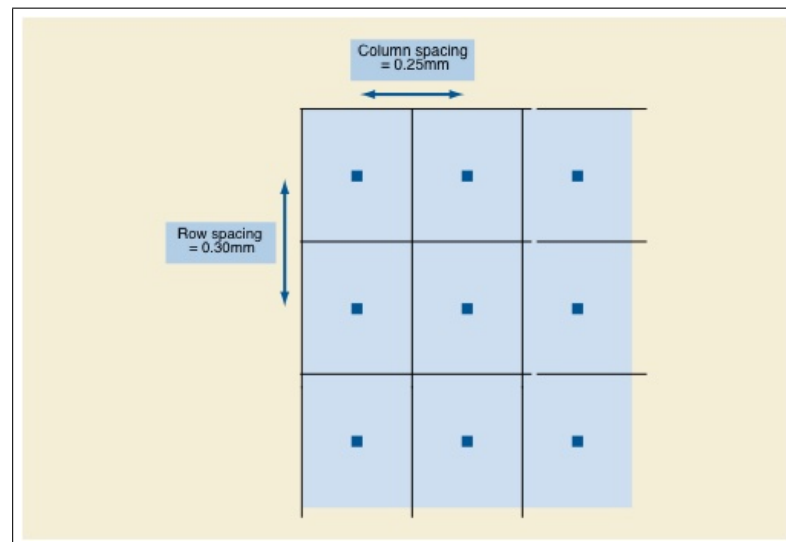 Column spacing
= 0.25mm
Row spacing
= 0.30mm